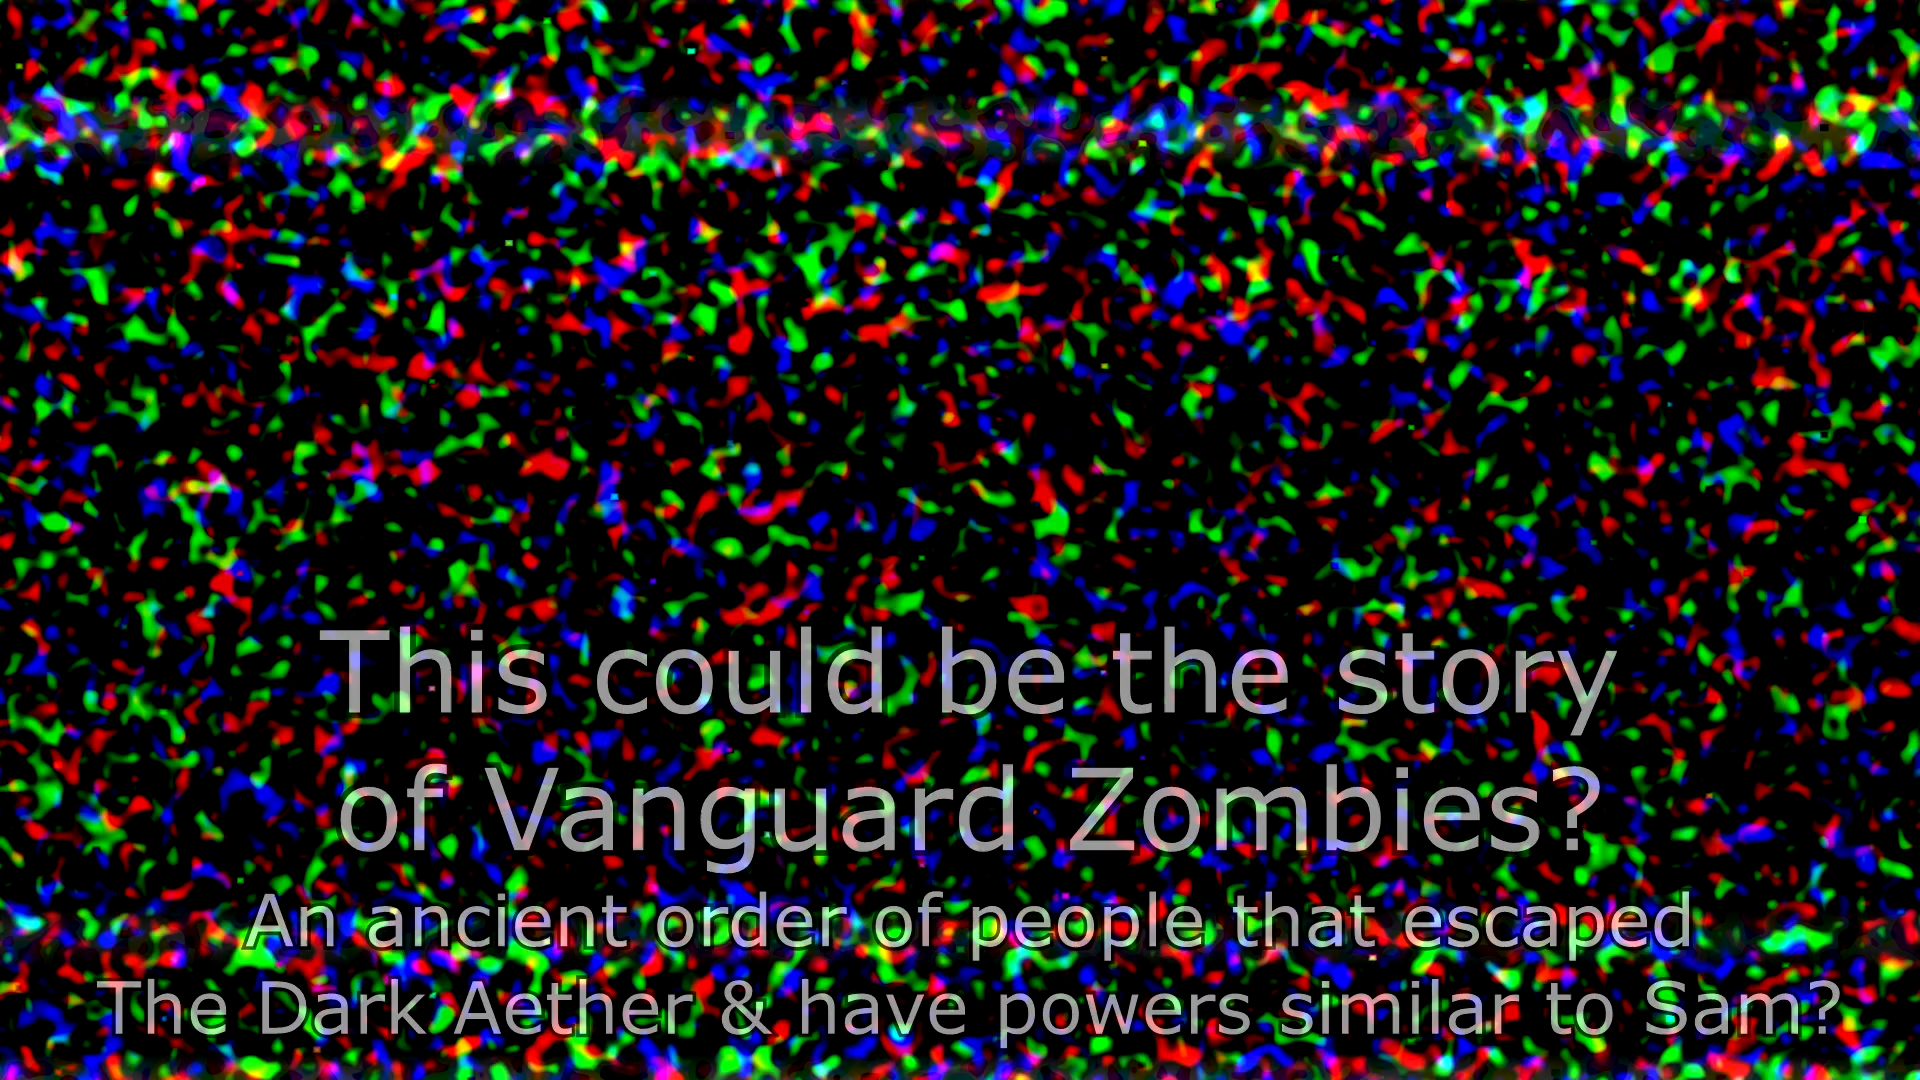 This could be the story
of Vanguard Zombies?
An ancient order of people that escaped
The Dark Aether & have powers similar to Sam?